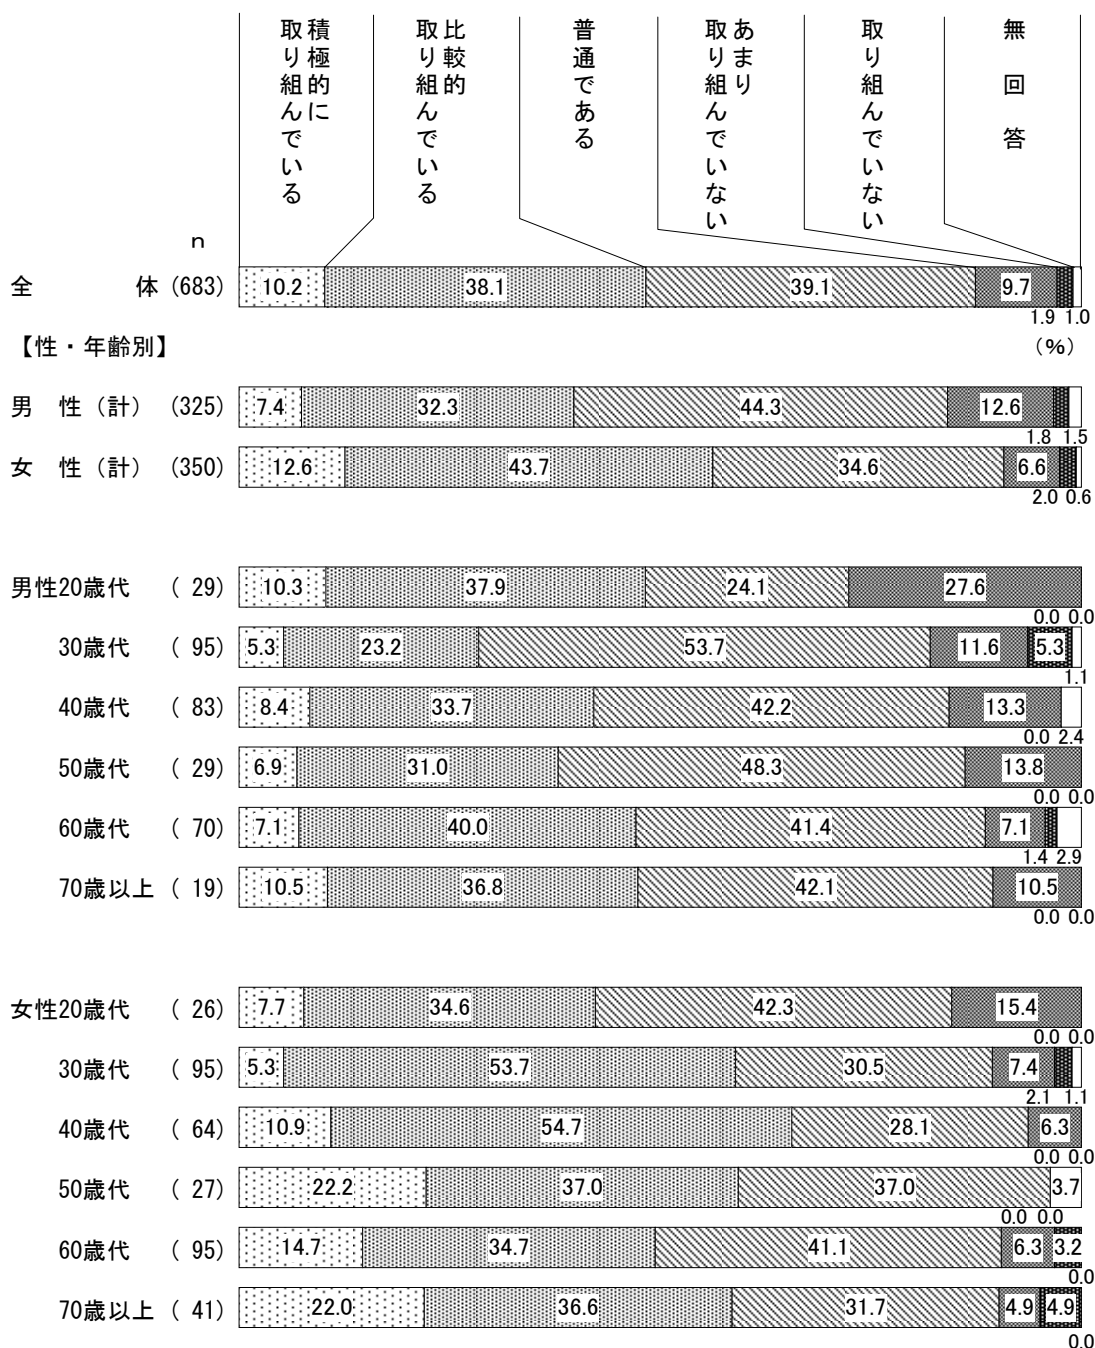 積極的に
取り組んでいる
比較的
取り組んでいる
普通である
あまり
取り組んでいない
取り組んでいない
無回答
n
全体 (683) 10.2 38.1 39.1 9.7
1.9 1.0
【性・年齢別】 (%)
男性(計) (325) 7.4 32.3 44.3 12.6
1.8 1.5
女性(計) (350) 12.6 43.7 34.6 6.6
2.0 0.6
男性20歳代 ( 29) 10.3 37.9 24.1 27.6
0.0 0.0
30歳代 ( 95) 5.3 23.2 53.7 11.6 5.3
1.1
40歳代 ( 83) 8.4 33.7 42.2 13.3
0.0 2.4
50歳代 ( 29) 6.9 31.0 48.3 13.8
0.0 0.0
60歳代 ( 70) 7.1 40.0 41.4 7.1
1.4 2.9
70歳以上 ( 19) 10.5 36.8 42.1 10.5
0.0 0.0
女性20歳代 ( 26) 7.7 34.6 42.3 15.4
0.0 0.0
30歳代 ( 95) 5.3 53.7 30.5 7.4
2.1 1.1
40歳代 ( 64) 10.9 54.7 28.1 6.3
0.0 0.0
50歳代 ( 27) 22.2 37.0 37.0 3.7
0.0 0.0
60歳代 ( 95) 14.7 34.7 41.1 6.3 3.2
0.0
70歳以上 ( 41) 22.0 36.6 31.7 4.9 4.9
0.0